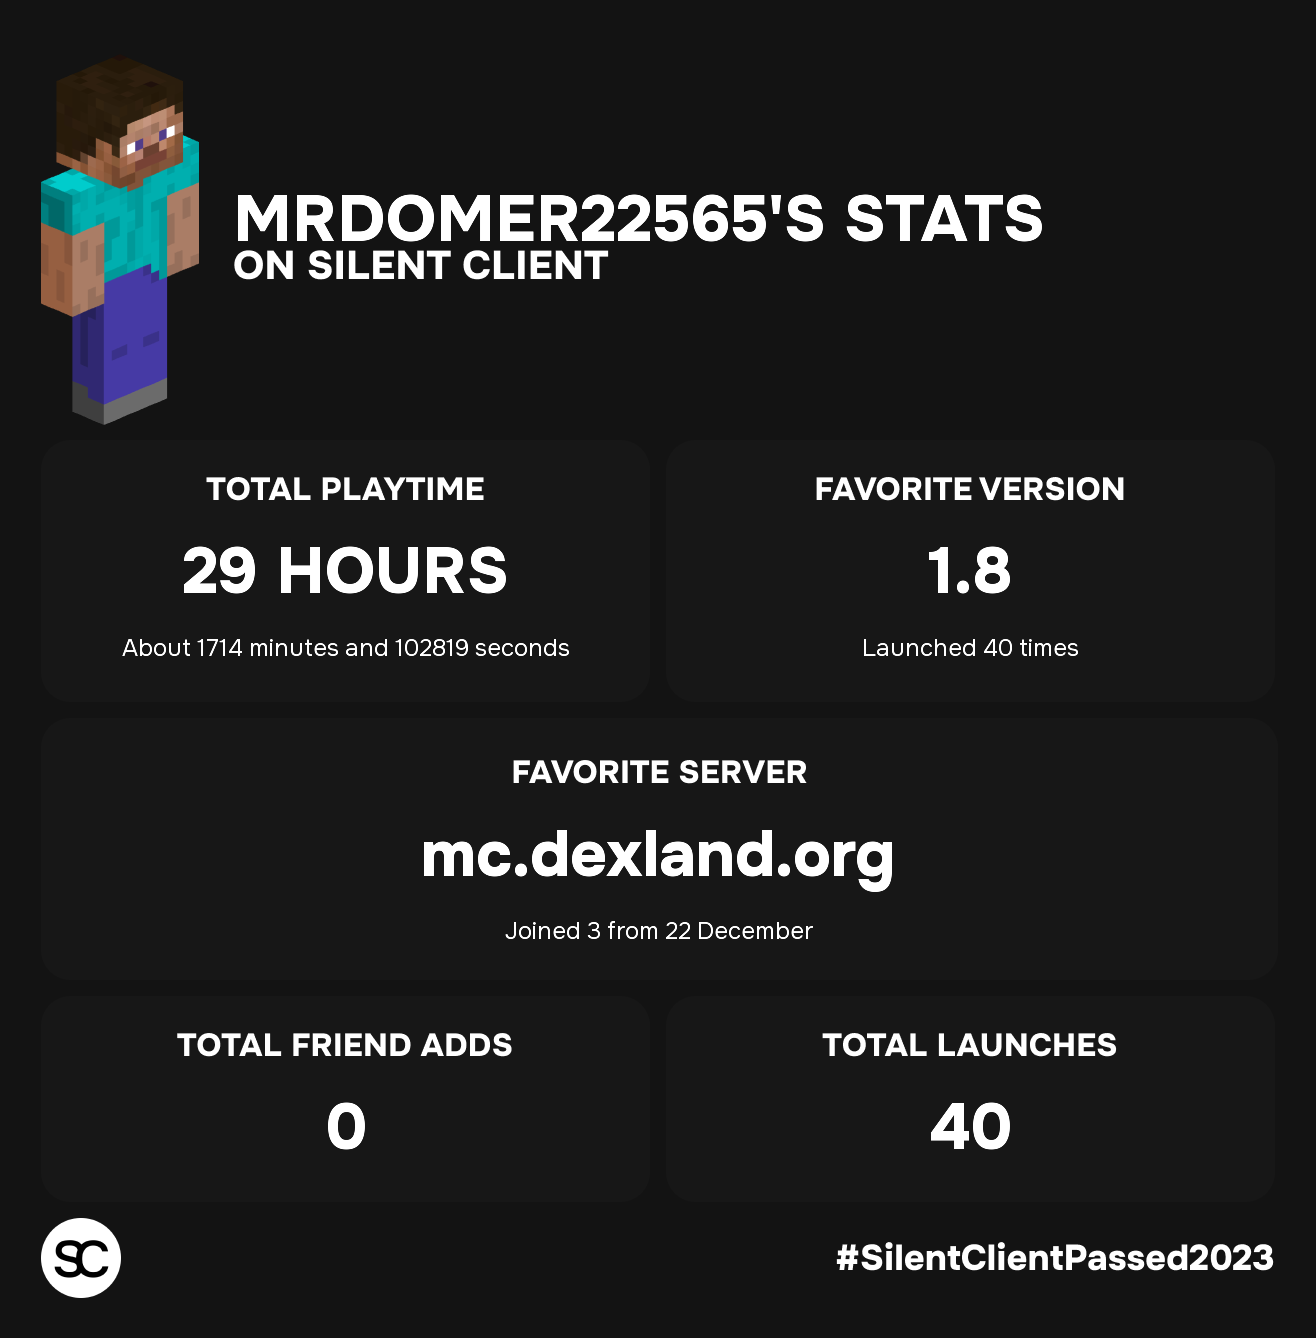 MRDOMER22565'S STATS
ON SILENT CLIENT
TOTAL PLAYTIME
29 HOURS
About 1714 minutes and 102819 seconds
FAVORITE VERSION
1.8
Launched 40 times
FAVORITE SERVER
mc.dexland.org
Joined 3 from 22 December
TOTAL FRIEND ADDS
0
TOTAL LAUNCHES
40
SC
#SilentClientPassed2023